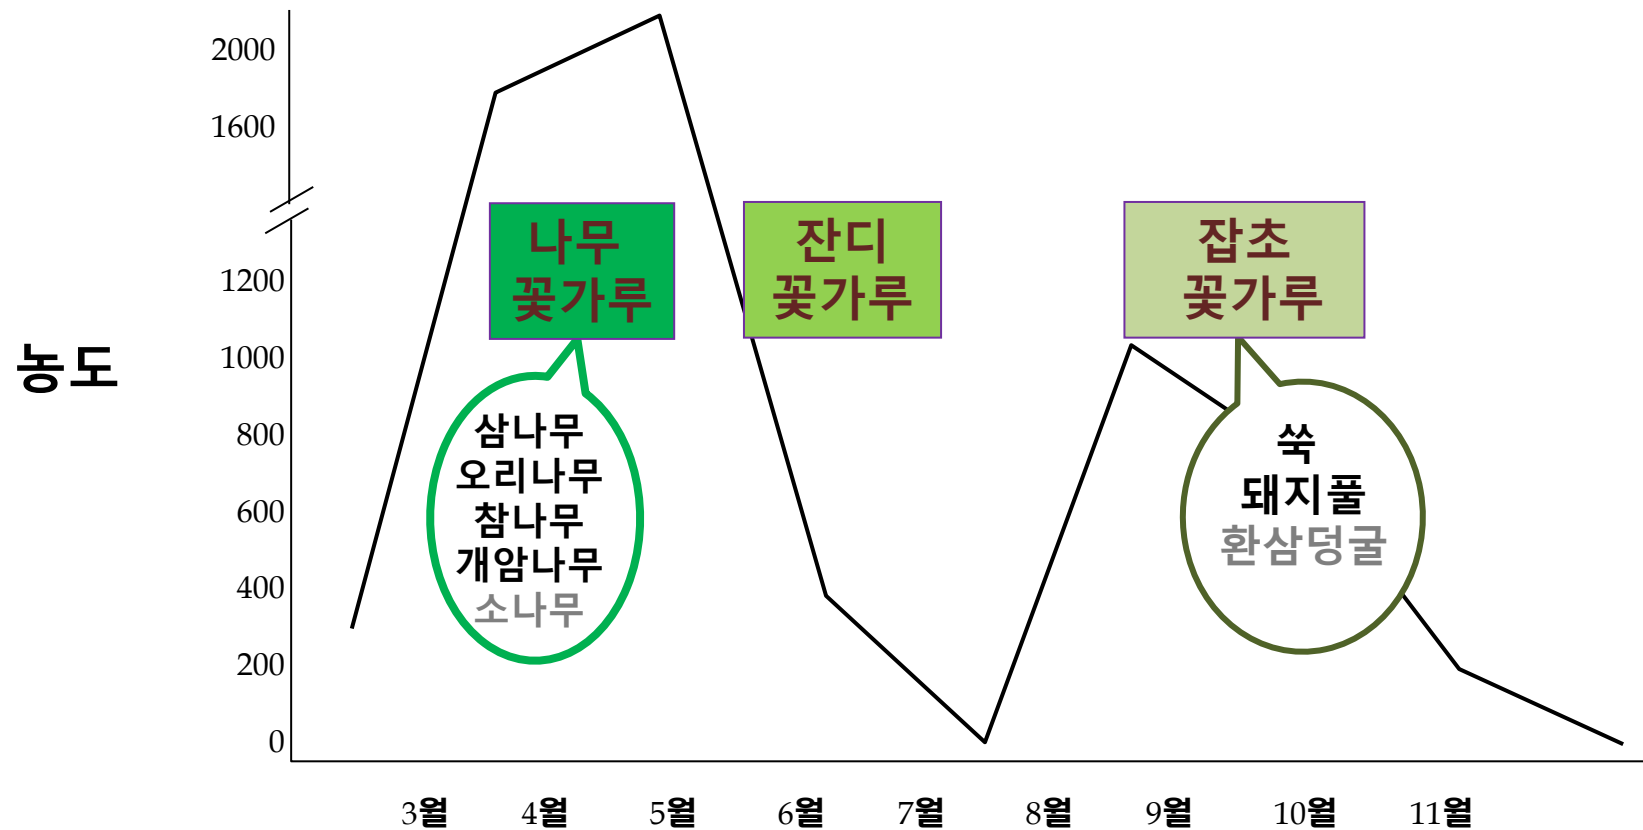 2000
1600
1200
1000
800
600
400
200
0
농도
나무
꽃가루
잔디
꽃가루
잡초
꽃가루
삼나무
오리나무
참나무
개암나무
소나무
쑥
돼지풀
환삼덩굴
3월 4월 5월 6월 7월 8월 9월 10월 11월